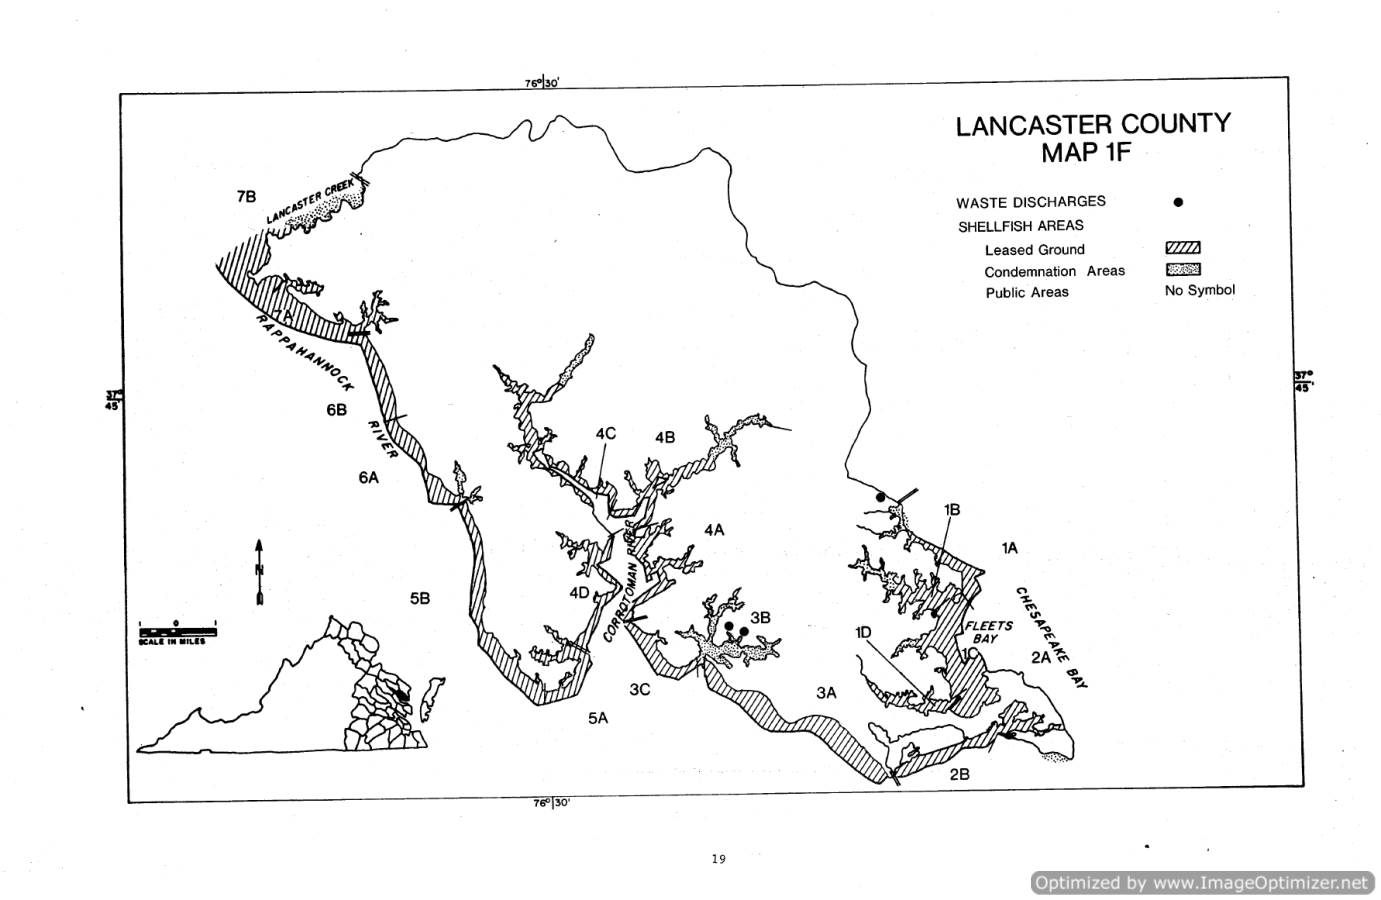 76°30'
LANCASTER COUNTY
MAP 1F
WASTE DISCHARGES
SHELLFISH AREAS
Leased Ground
Condemnation Areas
Public Areas
No Symbol
7B
LANCASTER CREEK
7A
RAPPAHANNOCK
RIVER
37°
45'
37°
45'
6B
6A
4C
4B
4A
4D
CORROTOMAN RIVER
5B
5A
3C
3B
3A
1B
1A
1D
FLEETS
BAY
1C
CHESAPEAKE BAY
2A
2B
N
1 0 1
SCALE IN MILES
76°30'
19
Optimized by www.ImageOptimizer.net